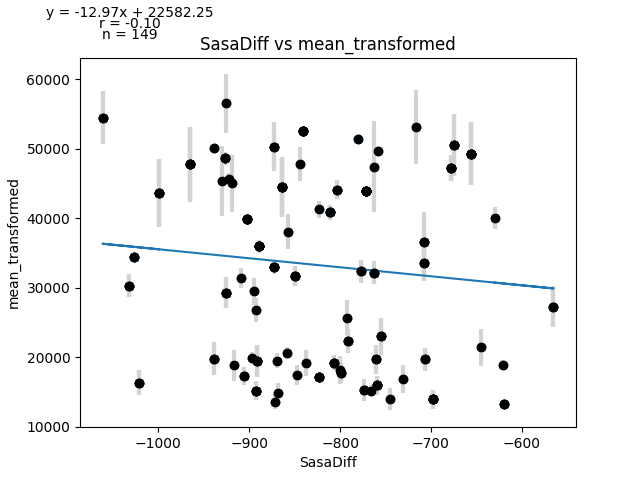 y = -12.97x + 22582.25
r = -0.10
n = 149
SasaDiff vs mean_transformed
60000
50000
40000
30000
20000
10000
mean_transformed
−1000
−900
−800
−700
−600
SasaDiff